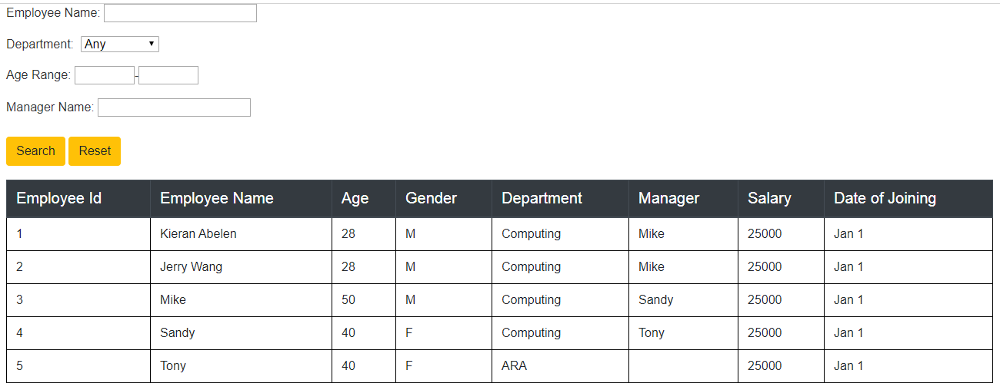 Employee Name:
Department: Any
Age Range: -
Manager Name:
Search Reset
Employee Id Employee Name Age Gender Department Manager Salary Date of Joining
1 Kieran Abelen 28 M Computing Mike 25000 Jan 1
2 Jerry Wang 28 M Computing Mike 25000 Jan 1
3 Mike 50 M Computing Sandy 25000 Jan 1
4 Sandy 40 F Computing Tony 25000 Jan 1
5 Tony 40 F ARA 25000 Jan 1